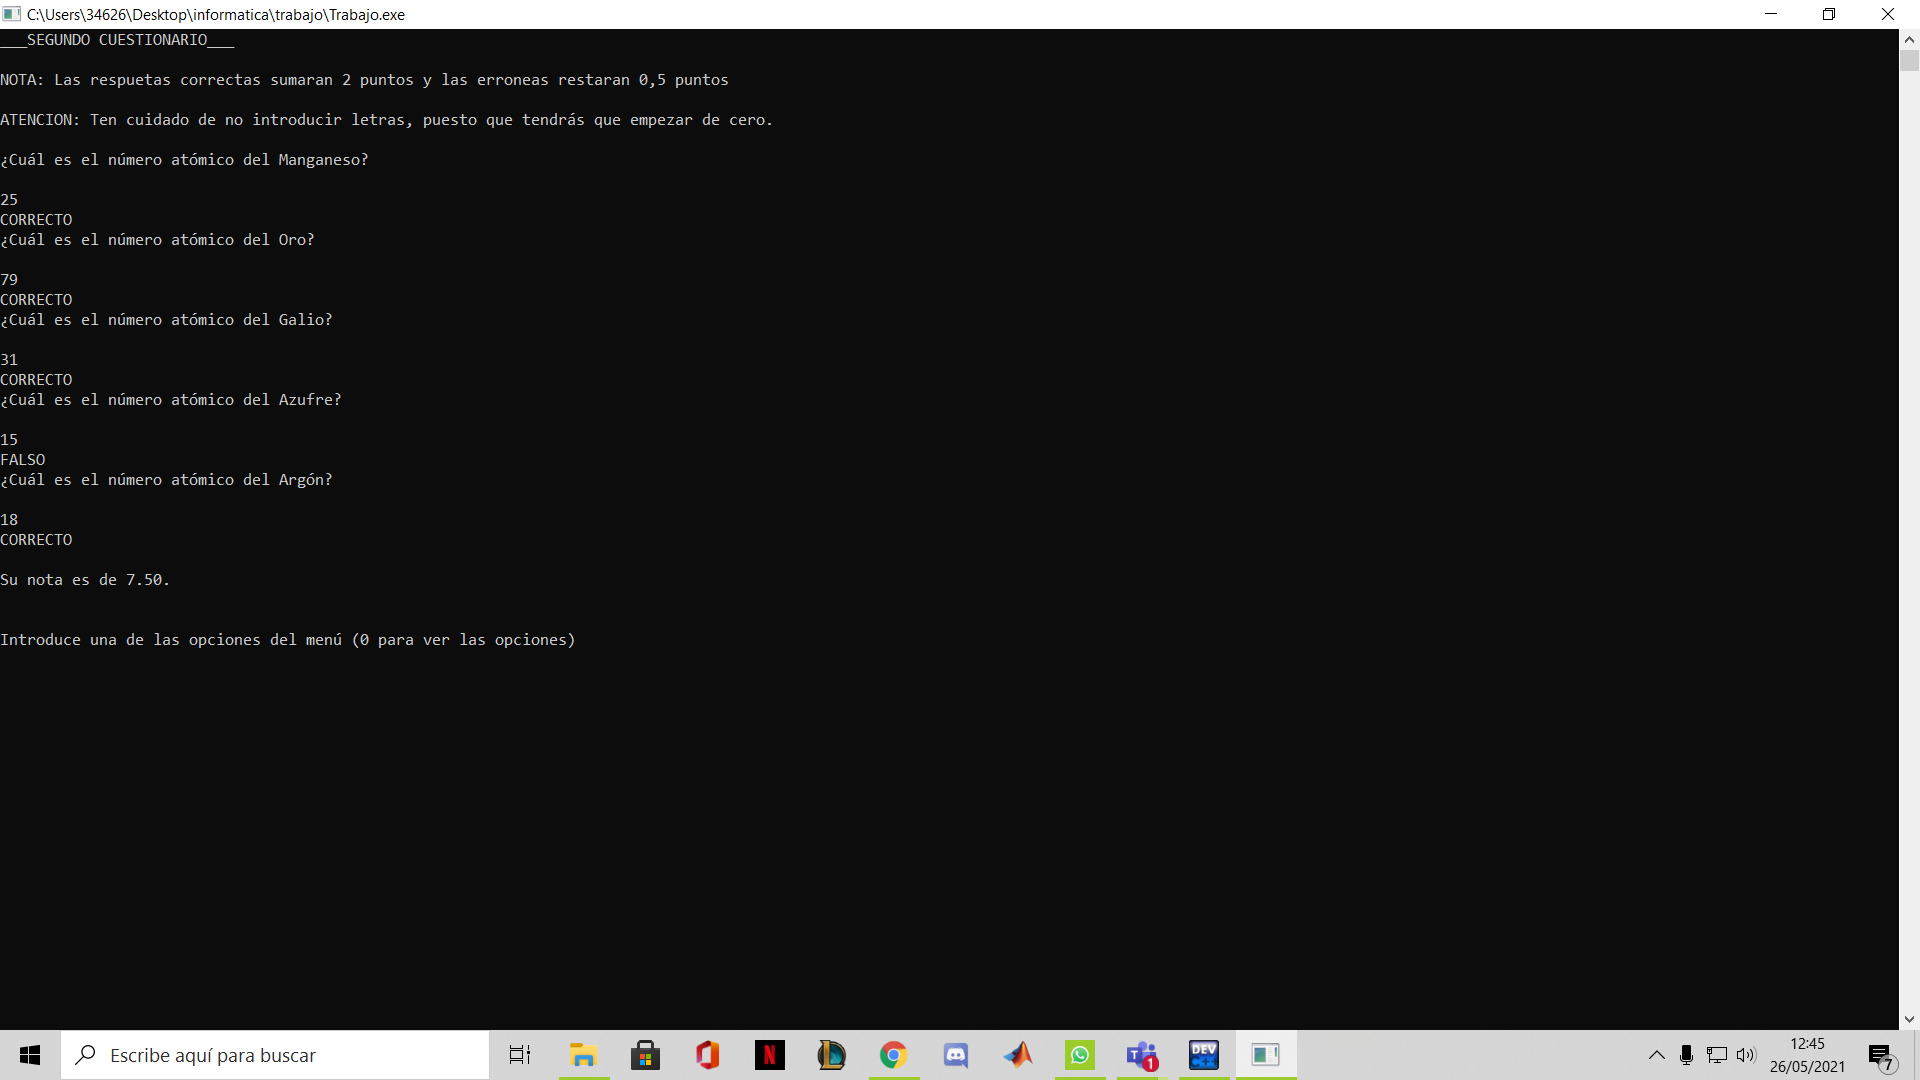 C:\Users\34626\Desktop\informatica\trabajo\Trabajo.exe
___SEGUNDO CUESTIONARIO___
NOTA: Las respuetas correctas sumaran 2 puntos y las erroneas restaran 0,5 puntos
ATENCION: Ten cuidado de no introducir letras, puesto que tendrás que empezar de cero.
¿Cuál es el número atómico del Manganeso?
25
CORRECTO
¿Cuál es el número atómico del Oro?
79
CORRECTO
¿Cuál es el número atómico del Galio?
31
CORRECTO
¿Cuál es el número atómico del Azufre?
15
FALSO
¿Cuál es el número atómico del Argón?
18
CORRECTO
Su nota es de 7.50.
Introduce una de las opciones del menú (0 para ver las opciones)
Escribe aquí para buscar
N
L
T
1
DEV
C++
12:45
26/05/2021
7